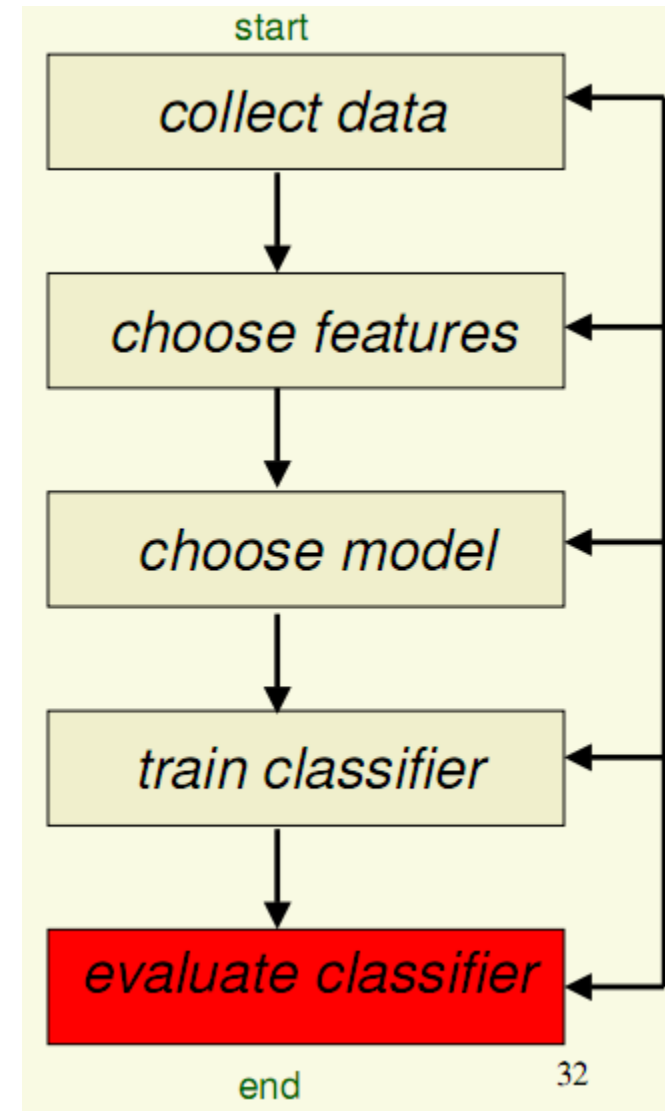 start
collect data
choose features
choose model
train classifier
evaluate classifier
end
32